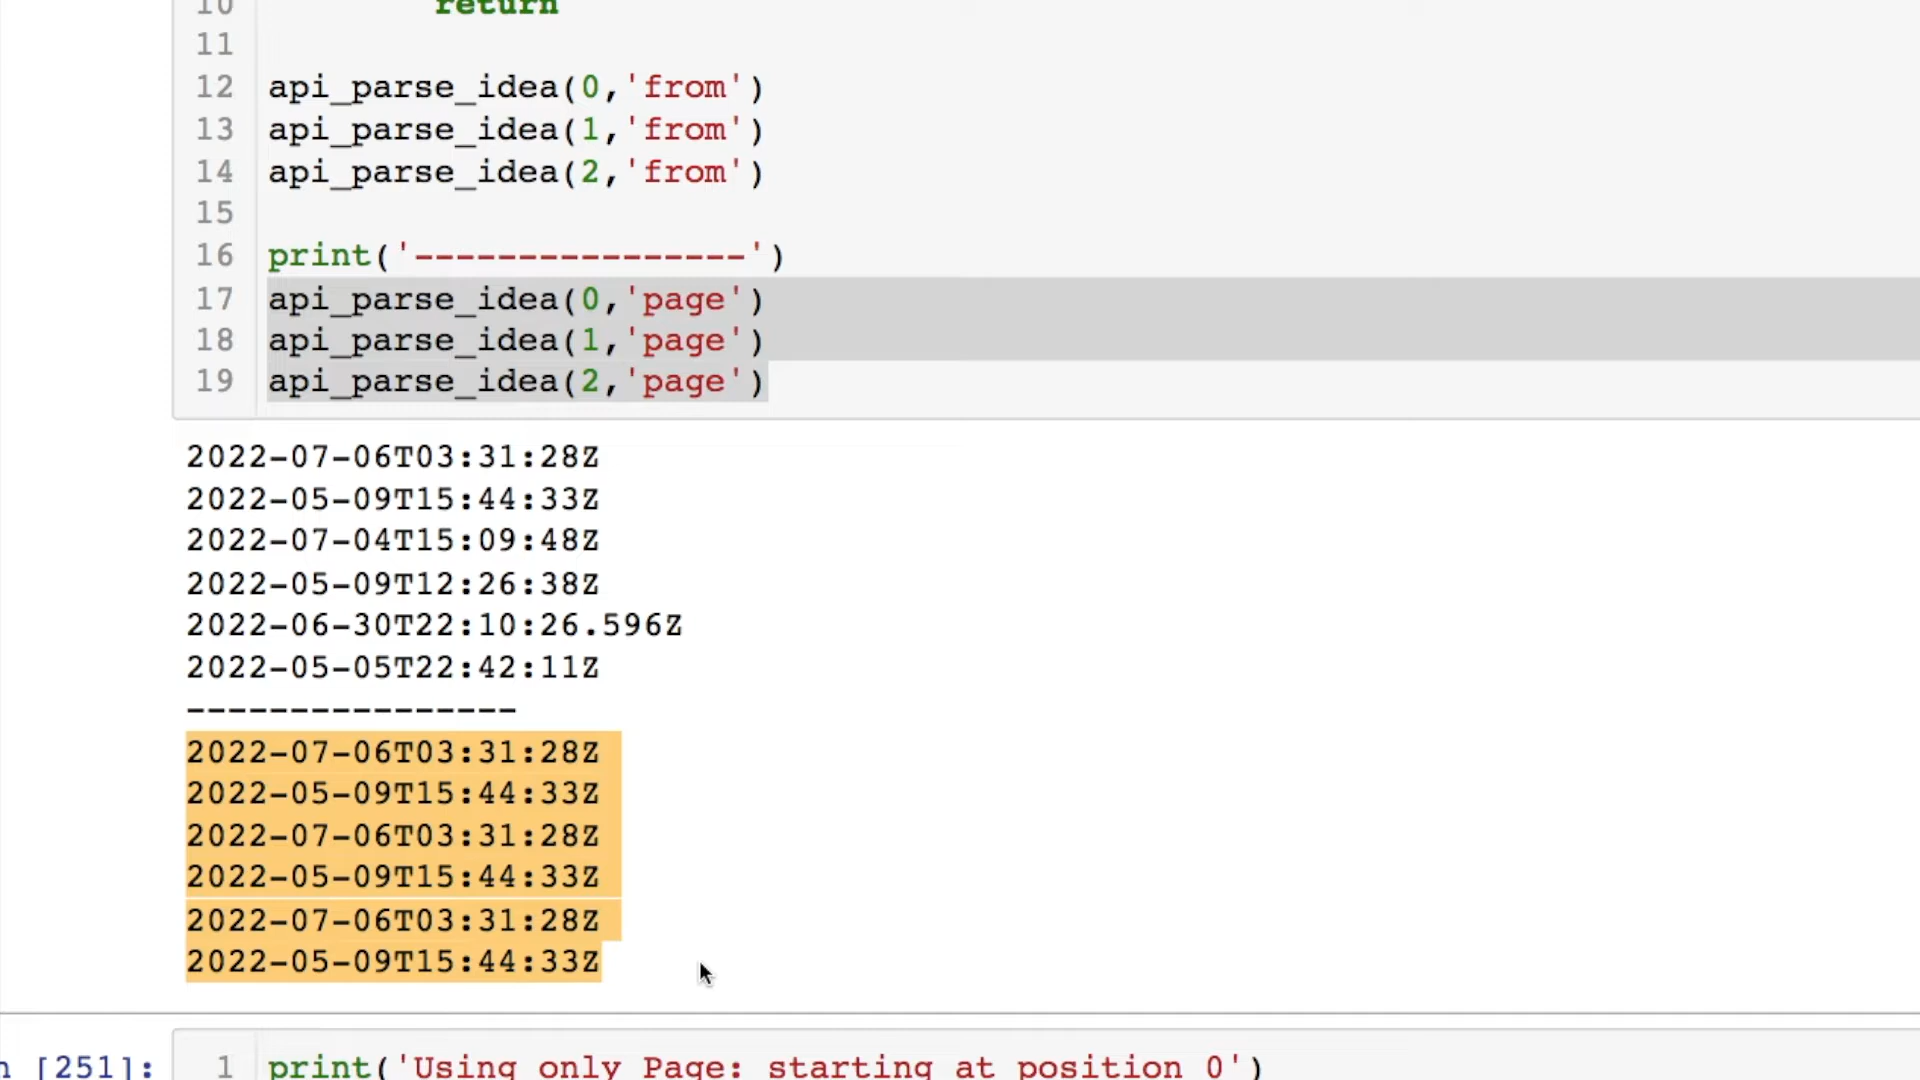 10 return
11
12 api_parse_idea(0,'from')
13 api_parse_idea(1,'from')
14 api_parse_idea(2,'from')
15
16 print('----------------')
17 api_parse_idea(0,'page')
18 api_parse_idea(1,'page')
19 api_parse_idea(2,'page')
2022-07-06T03:31:28Z
2022-05-09T15:44:33Z
2022-07-04T15:09:48Z
2022-05-09T12:26:38Z
2022-06-30T22:10:26.596Z
2022-05-05T22:42:11Z
----------------
2022-07-06T03:31:28Z
2022-05-09T15:44:33Z
2022-07-06T03:31:28Z
2022-05-09T15:44:33Z
2022-07-06T03:31:28Z
2022-05-09T15:44:33Z
n [251]: 1 print('Using only Page: starting at position 0')